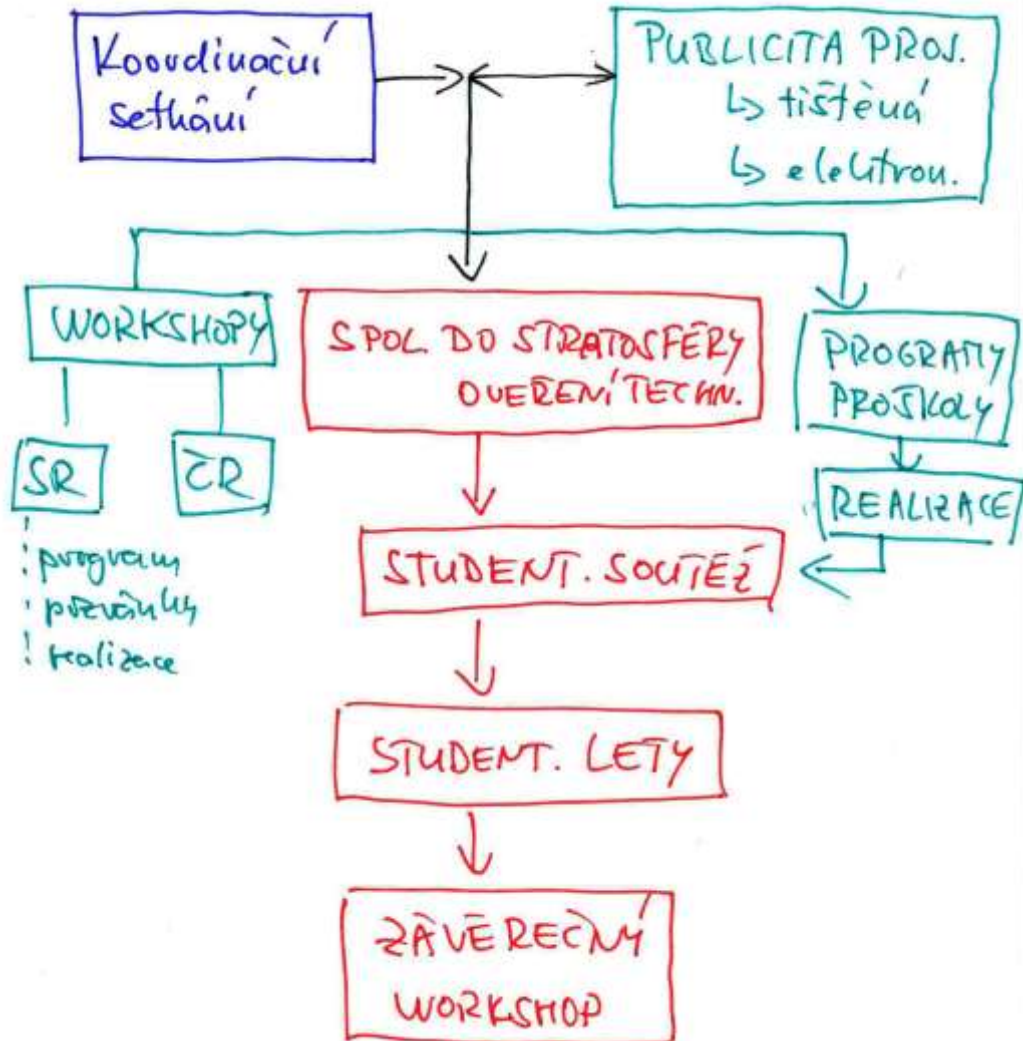 Koordinační
setkání
PUBLICITA PROJ.
↳ tištěná
↳ elektron.
WORKSHOPY
SPOL. DO STRATOSFÉRY
OVĚŘENÍ TECHN.
PROGRAMY
PRO ŠKOLY
SR
ČR
REALIZACE
program
pozvánky
realizace
STUDENT. SOUTĚŽ
STUDENT. LETY
ZÁVĚREČNÝ
WORKSHOP